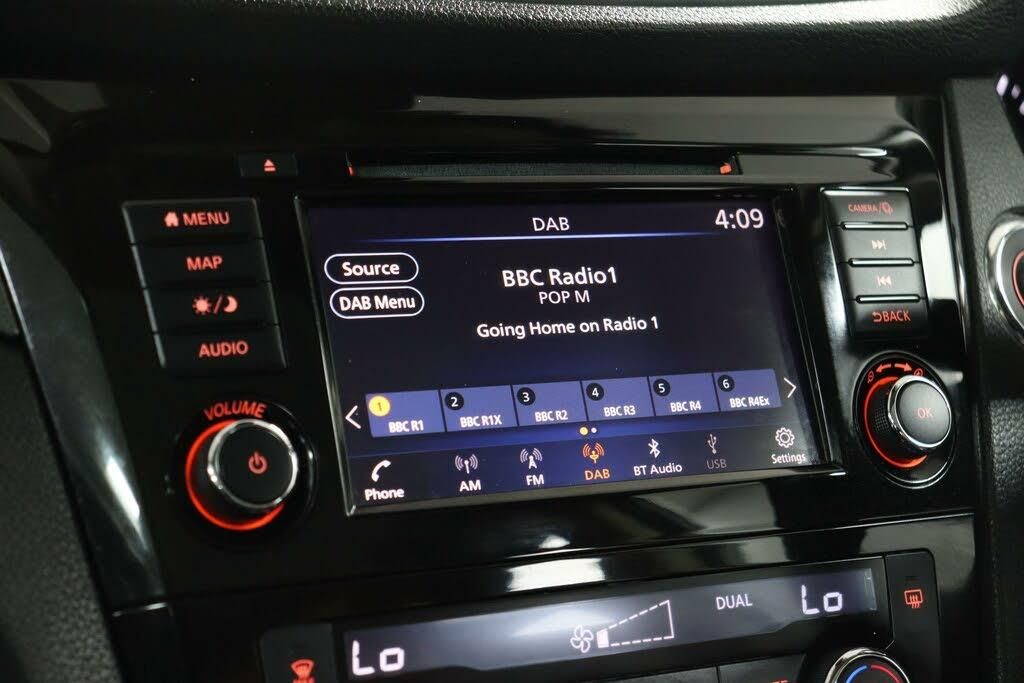 MENU
MAP
AUDIO
VOLUME
DAB
4:09
Source
DAB Menu
BBC Radio1
POP M
Going Home on Radio 1
1
BBC R1
2
BBC R1X
3
BBC R2
4
BBC R3
5
BBC R4
6
BBC R4Ex
Phone
AM
FM
DAB
BT Audio
USB
Settings
CAMERA/
BACK
OK
Lo
DUAL
Lo